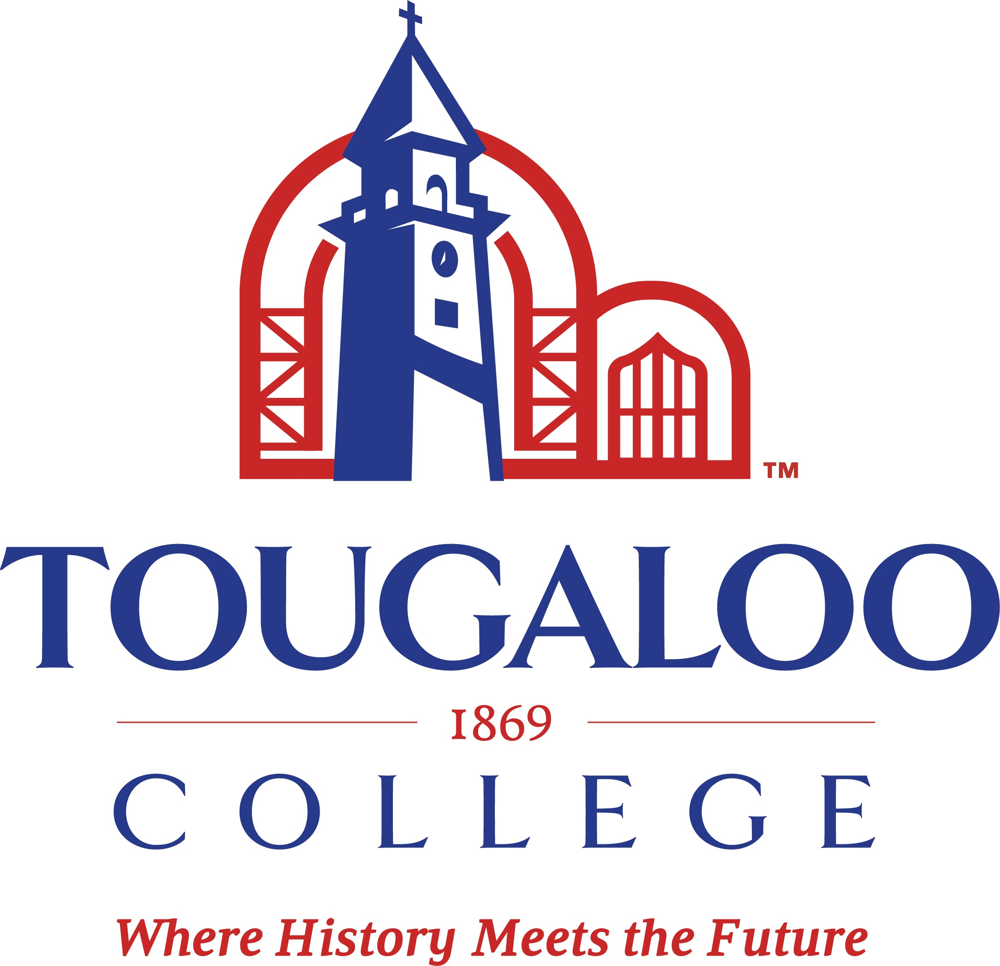 TM
TOUGALOO
1869
COLLEGE
Where History Meets the Future